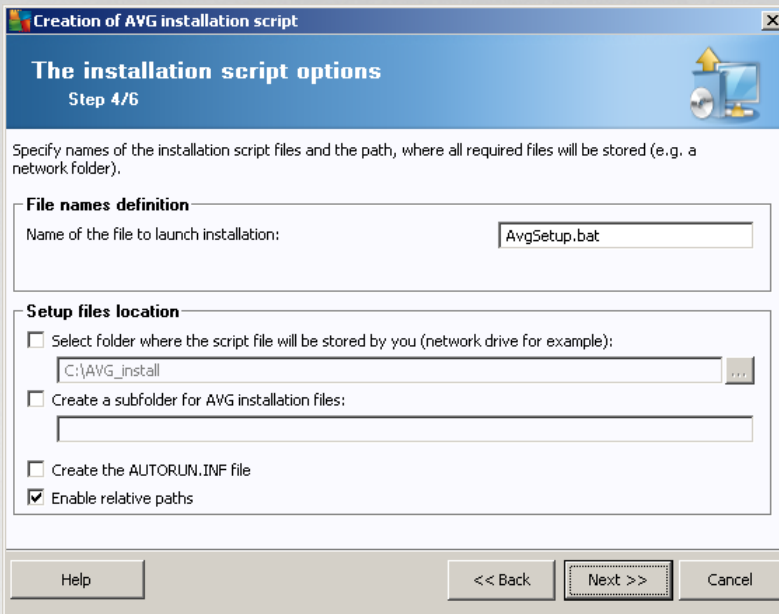 Creation of AVG installation script
The installation script options
Step 4/6
Specify names of the installation script files and the path, where all required files will be stored (e.g. a
network folder).
File names definition
Name of the file to launch installation:
AvgSetup.bat
Setup files location
Select folder where the script file will be stored by you (network drive for example):
C:\AVG_install
...
Create a subfolder for AVG installation files:
Create the AUTORUN.INF file
Enable relative paths
Help
<< Back
Next >>
Cancel